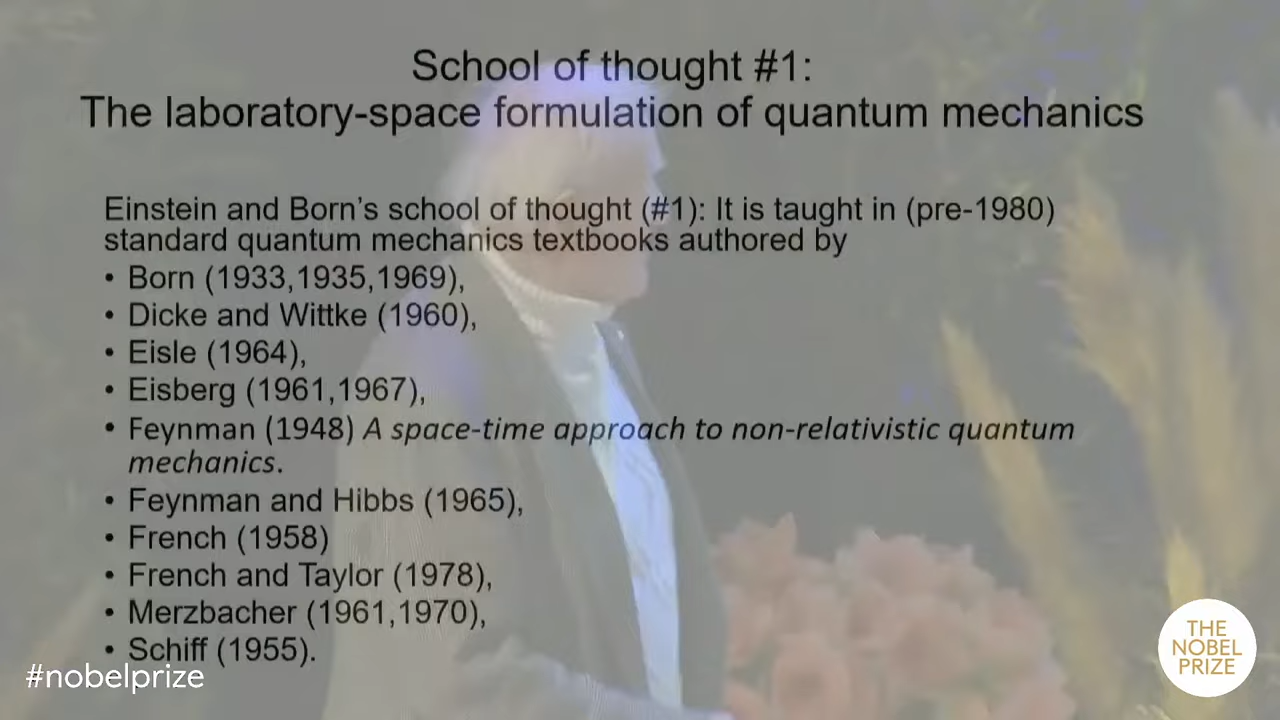 School of thought #1:
The laboratory-space formulation of quantum mechanics
Einstein and Born’s school of thought (#1): It is taught in (pre-1980)
standard quantum mechanics textbooks authored by
• Born (1933,1935,1969),
• Dicke and Wittke (1960),
• Eisle (1964),
• Eisberg (1961,1967),
• Feynman (1948) A space-time approach to non-relativistic quantum
mechanics.
• Feynman and Hibbs (1965),
• French (1958)
• French and Taylor (1978),
• Merzbacher (1961,1970),
• Schiff (1955).
#nobelprize
THE
NOBEL
PRIZE